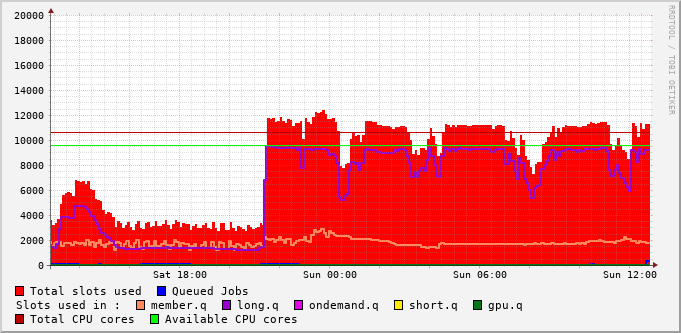 RRDTOOL / TOBI OETIKER
20000
18000
16000
14000
12000
10000
8000
6000
4000
2000
0
Sat 18:00 Sun 00:00 Sun 06:00 Sun 12:00
Total slots used Queued Jobs
Slots used in : member.q long.q ondemand.q short.q gpu.q
Total CPU cores Available CPU cores